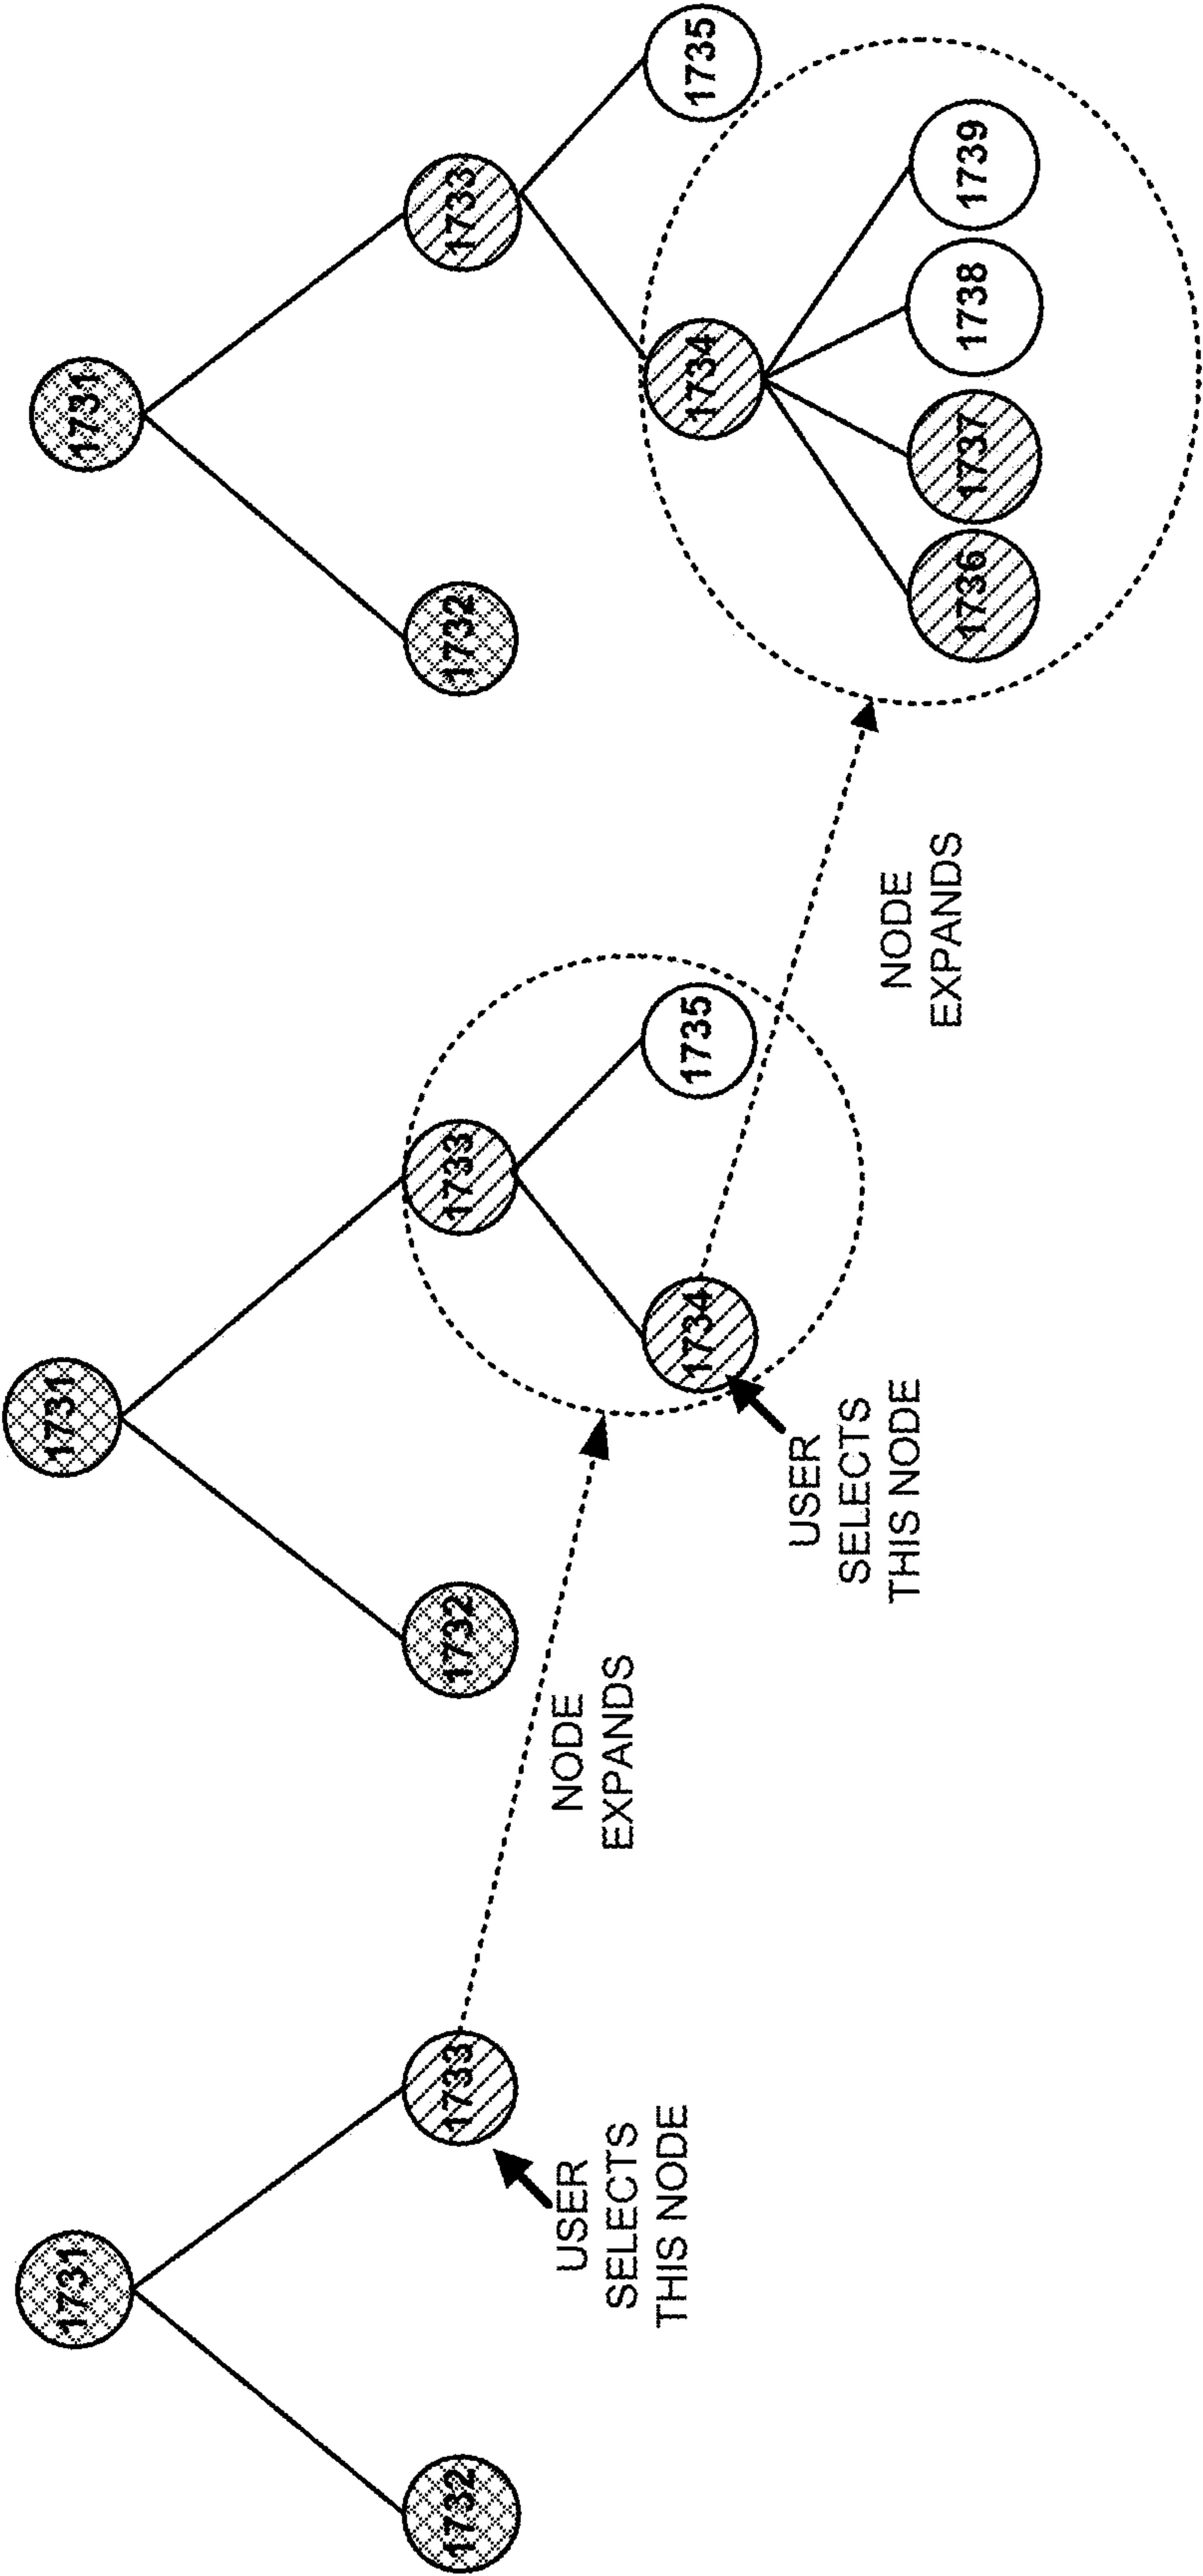 1731
1732
1733
USER
SELECTS
THIS NODE
NODE
EXPANDS
1731
1732
1733
1734
1735
USER
SELECTS
THIS NODE
NODE
EXPANDS
1731
1732
1733
1734
1735
1736
1737
1738
1739